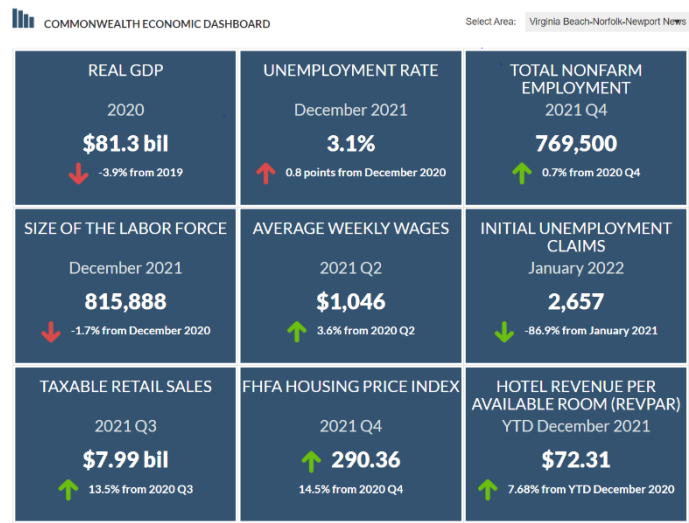 COMMONWEALTH ECONOMIC DASHBOARD
Select Area: Virginia Beach-Norfolk-Newport News
REAL GDP
2020
$81.3 bil
-3.9% from 2019
UNEMPLOYMENT RATE
December 2021
3.1%
0.8 points from December 2020
TOTAL NONFARM
EMPLOYMENT
2021 Q4
769,500
0.7% from 2020 Q4
SIZE OF THE LABOR FORCE
December 2021
815,888
-1.7% from December 2020
AVERAGE WEEKLY WAGES
2021 Q2
$1,046
3.6% from 2020 Q2
INITIAL UNEMPLOYMENT
CLAIMS
January 2022
2,657
-86.9% from January 2021
TAXABLE RETAIL SALES
2021 Q3
$7.99 bil
13.5% from 2020 Q3
FHFA HOUSING PRICE INDEX
2021 Q4
290.36
14.5% from 2020 Q4
HOTEL REVENUE PER
AVAILABLE ROOM (REVPAR)
YTD December 2021
$72.31
7.68% from YTD December 2020